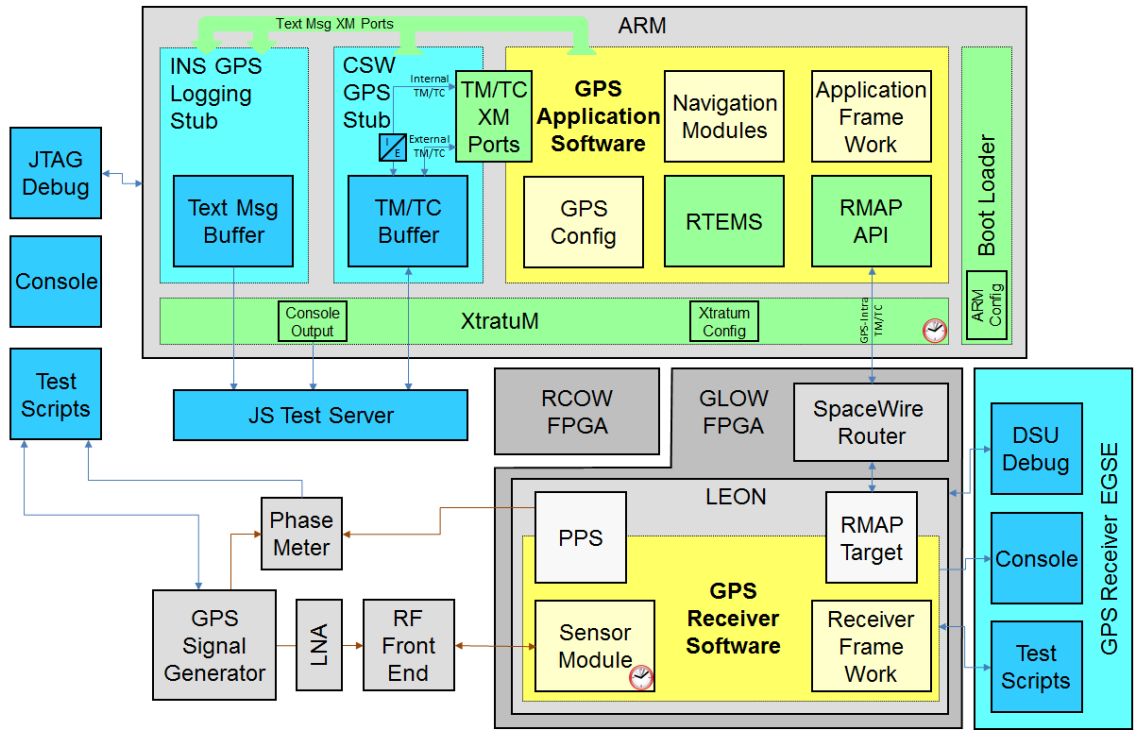 Text Msg XM Ports
ARM
INS GPS
Logging
Stub
CSW
GPS
Stub
Internal
TM/TC
External
TM/TC
I
E
TM/TC
XM
Ports
GPS
Application
Software
Navigation
Modules
Application
Frame
Work
Boot Loader
JTAG
Debug
Text Msg
Buffer
TM/TC
Buffer
GPS
Config
RTEMS
RMAP
API
Console
Console
Output
XtratuM
Xtratum
Config
GPS-Intra
TM/TC
ARM
Config
Test
Scripts
JS Test Server
RCOW
FPGA
GLOW
FPGA
SpaceWire
Router
DSU
Debug
GPS Receiver EGSE
LEON
Phase
Meter
PPS
RMAP
Target
Console
GPS
Receiver
Software
GPS
Signal
Generator
LNA
RF
Front
End
Sensor
Module
Receiver
Frame
Work
Test
Scripts